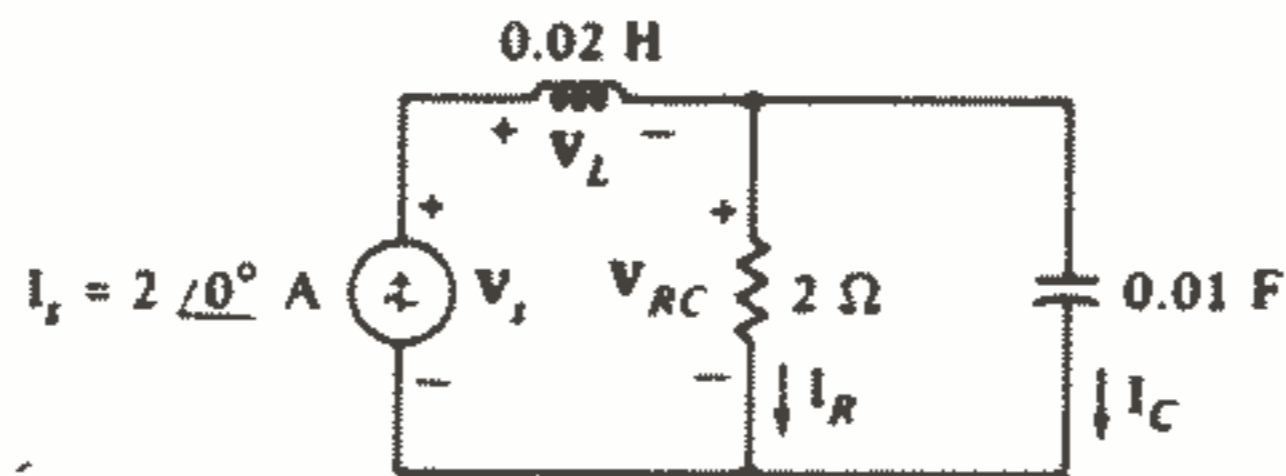 0.02 H
+ V_L −
I_s = 2 ∠0° A
+ V_s −
+ V_RC −
2 Ω
0.01 F
I_R
I_C